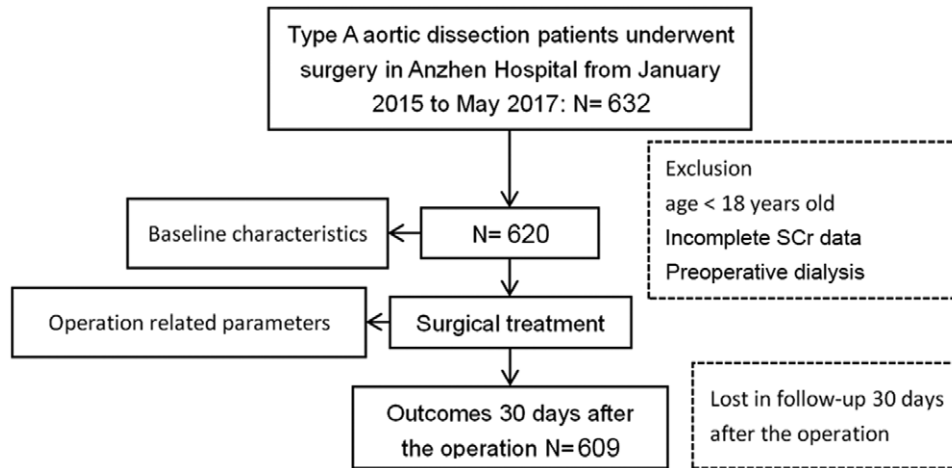 Type A aortic dissection patients underwent
surgery in Anzhen Hospital from January
2015 to May 2017: N= 632
Exclusion
age < 18 years old
Incomplete SCr data
Preoperative dialysis
Baseline characteristics
N= 620
Operation related parameters
Surgical treatment
Outcomes 30 days after
the operation N=609
Lost in follow-up 30 days
after the operation